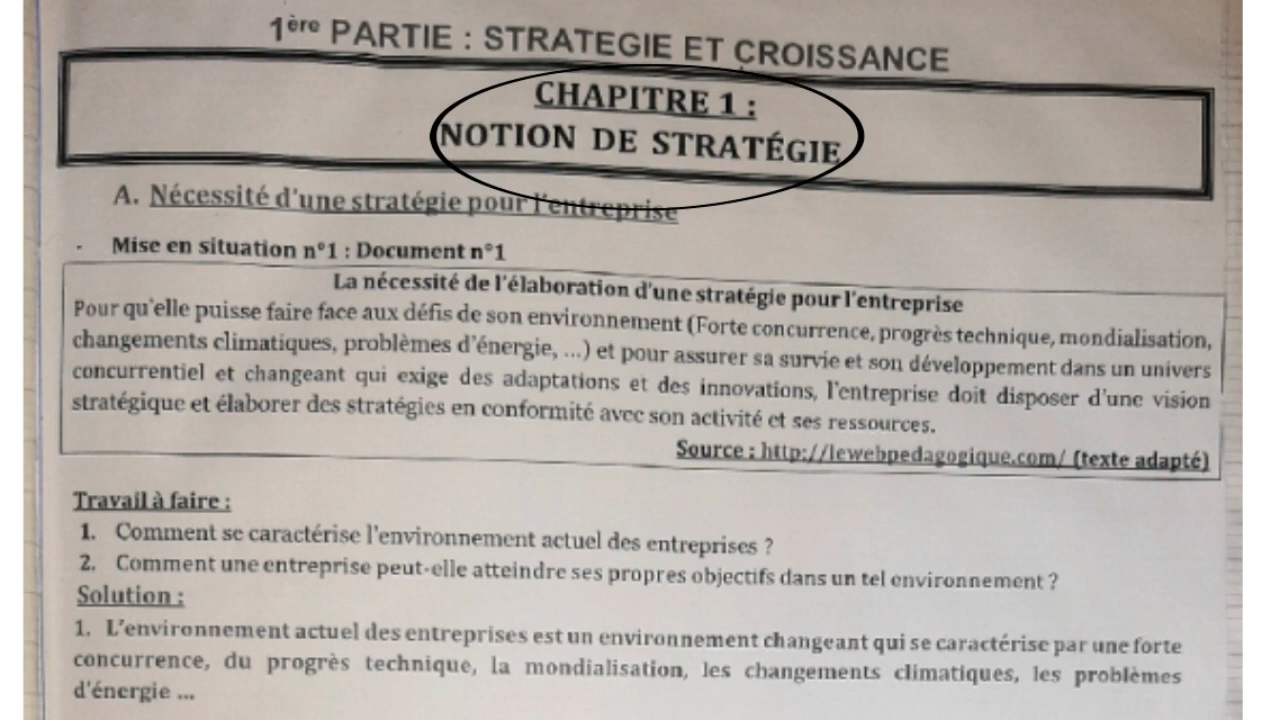 1ère PARTIE : STRATEGIE ET CROISSANCE
CHAPITRE 1 :
NOTION DE STRATÉGIE
A. Nécessité d'une stratégie pour l'entreprise
- Mise en situation n°1 : Document n°1
La nécessité de l'élaboration d'une stratégie pour l'entreprise
Pour qu'elle puisse faire face aux défis de son environnement (Forte concurrence, progrès technique, mondialisation,
changements climatiques, problèmes d'énergie, ...) et pour assurer sa survie et son développement dans un univers
concurrentiel et changeant qui exige des adaptations et des innovations, l'entreprise doit disposer d'une vision
stratégique et élaborer des stratégies en conformité avec son activité et ses ressources.
Source : http://lewebpedagogique.com/ (texte adapté)
Travail à faire :
1. Comment se caractérise l'environnement actuel des entreprises ?
2. Comment une entreprise peut-elle atteindre ses propres objectifs dans un tel environnement ?
Solution :
1. L'environnement actuel des entreprises est un environnement changeant qui se caractérise par une forte
concurrence, du progrès technique, la mondialisation, les changements climatiques, les problèmes
d'énergie ...